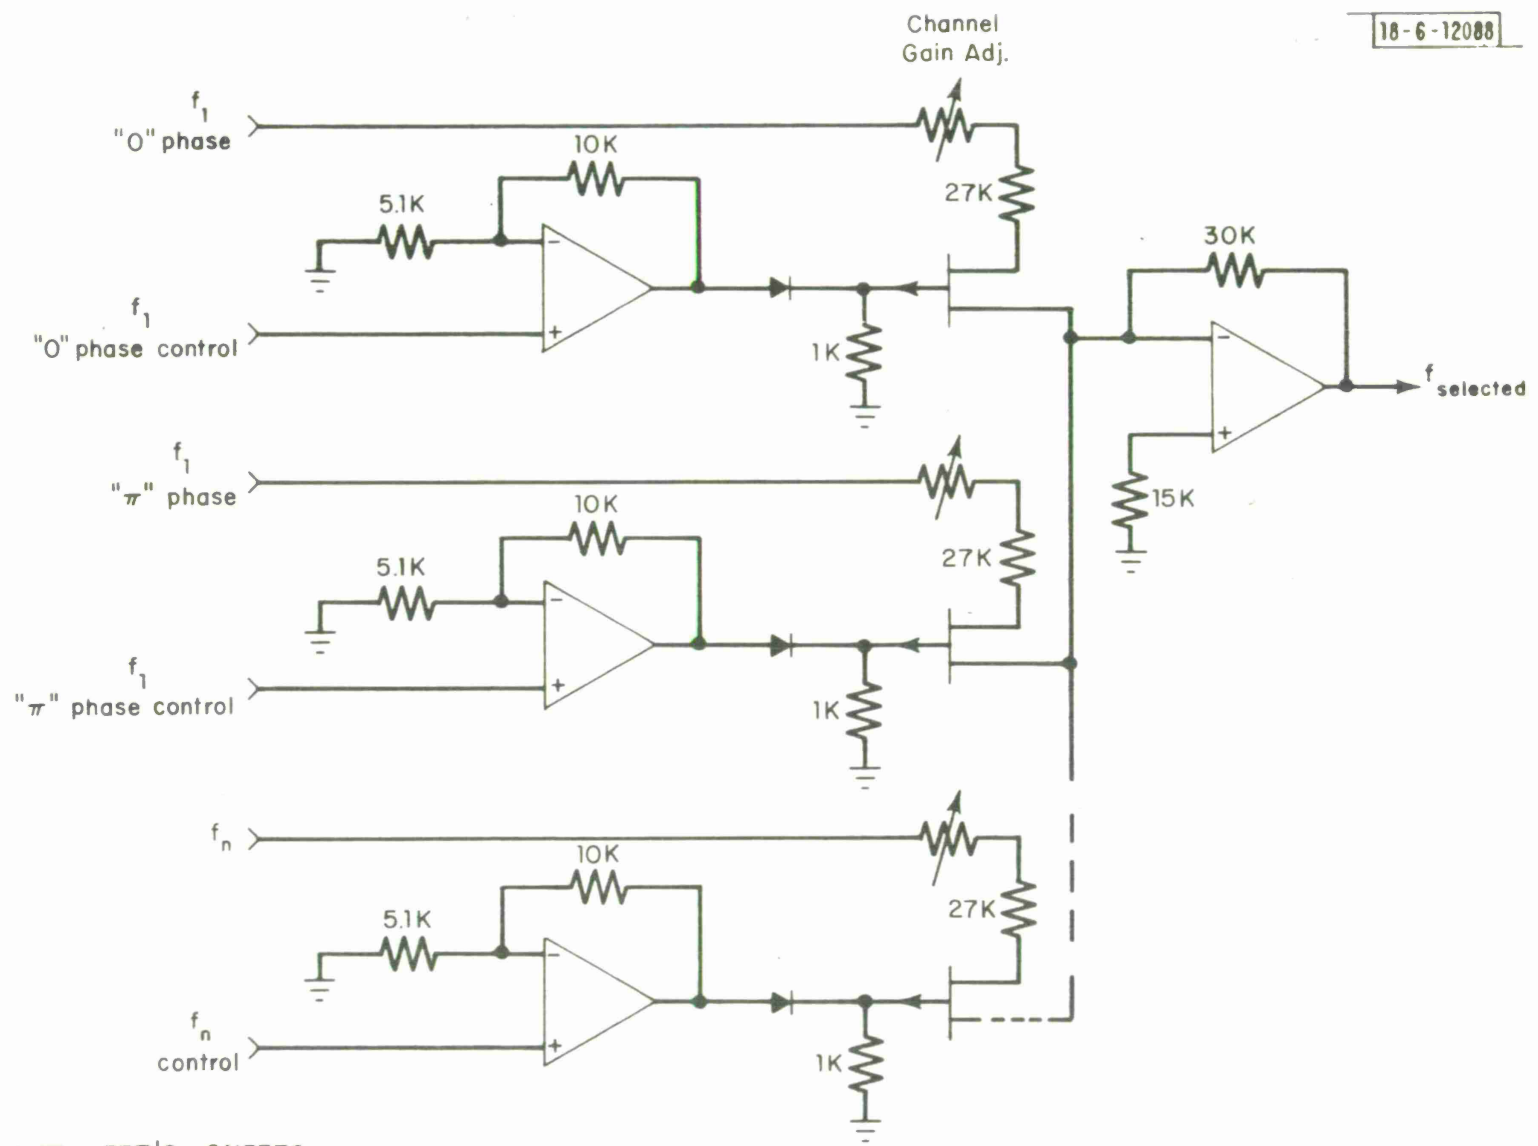 Channel
Gain Adj.
18-6-12088
f1
"O" phase
10K
5.1K
27K
f1
"O" phase control
-
+
1K
30K
-
+
f selected
15K
f1
"π" phase
10K
5.1K
27K
f1
"π" phase control
-
+
1K
fn
10K
5.1K
27K
fn
control
-
+
1K